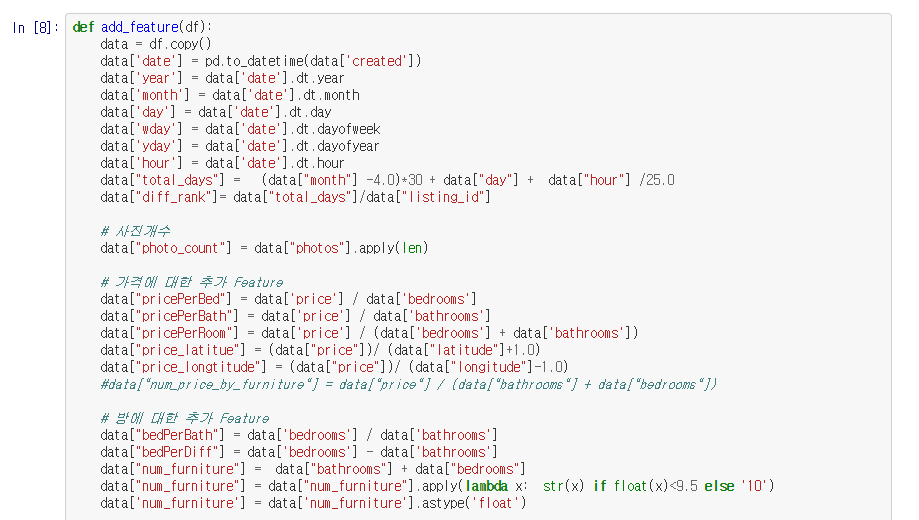 In [8]: def add_feature(df):
data = df.copy()
data['date'] = pd.to_datetime(data['created'])
data['year'] = data['date'].dt.year
data['month'] = data['date'].dt.month
data['day'] = data['date'].dt.day
data['wday'] = data['date'].dt.dayofweek
data['yday'] = data['date'].dt.dayofyear
data['hour'] = data['date'].dt.hour
data["total_days"] =   (data["month"] -4.0)*30 + data["day"] +  data["hour"] /25.0
data["diff_rank"]= data["total_days"]/data["listing_id"]
# 사진개수
data["photo_count"] = data["photos"].apply(len)
# 가격에 대한 추가 Feature
data["pricePerBed"] = data['price'] / data['bedrooms']
data["pricePerBath"] = data['price'] / data['bathrooms']
data["pricePerRoom"] = data['price'] / (data['bedrooms'] + data['bathrooms'])
data["price_latitue"] = (data["price"])/ (data["latitude"]+1.0)
data["price_longtitude"] = (data["price"])/ (data["longitude"]-1.0)
#data["num_price_by_furniture"] = data["price"] / (data["bathrooms"] + data["bedrooms"])
# 방에 대한 추가 Feature
data["bedPerBath"] = data['bedrooms'] / data['bathrooms']
data["bedPerDiff"] = data['bedrooms'] - data['bathrooms']
data["num_furniture"] =  data["bathrooms"] + data["bedrooms"]
data["num_furniture"] = data["num_furniture"].apply(lambda x:  str(x) if float(x)<9.5 else '10')
data['num_furniture'] = data['num_furniture'].astype('float')